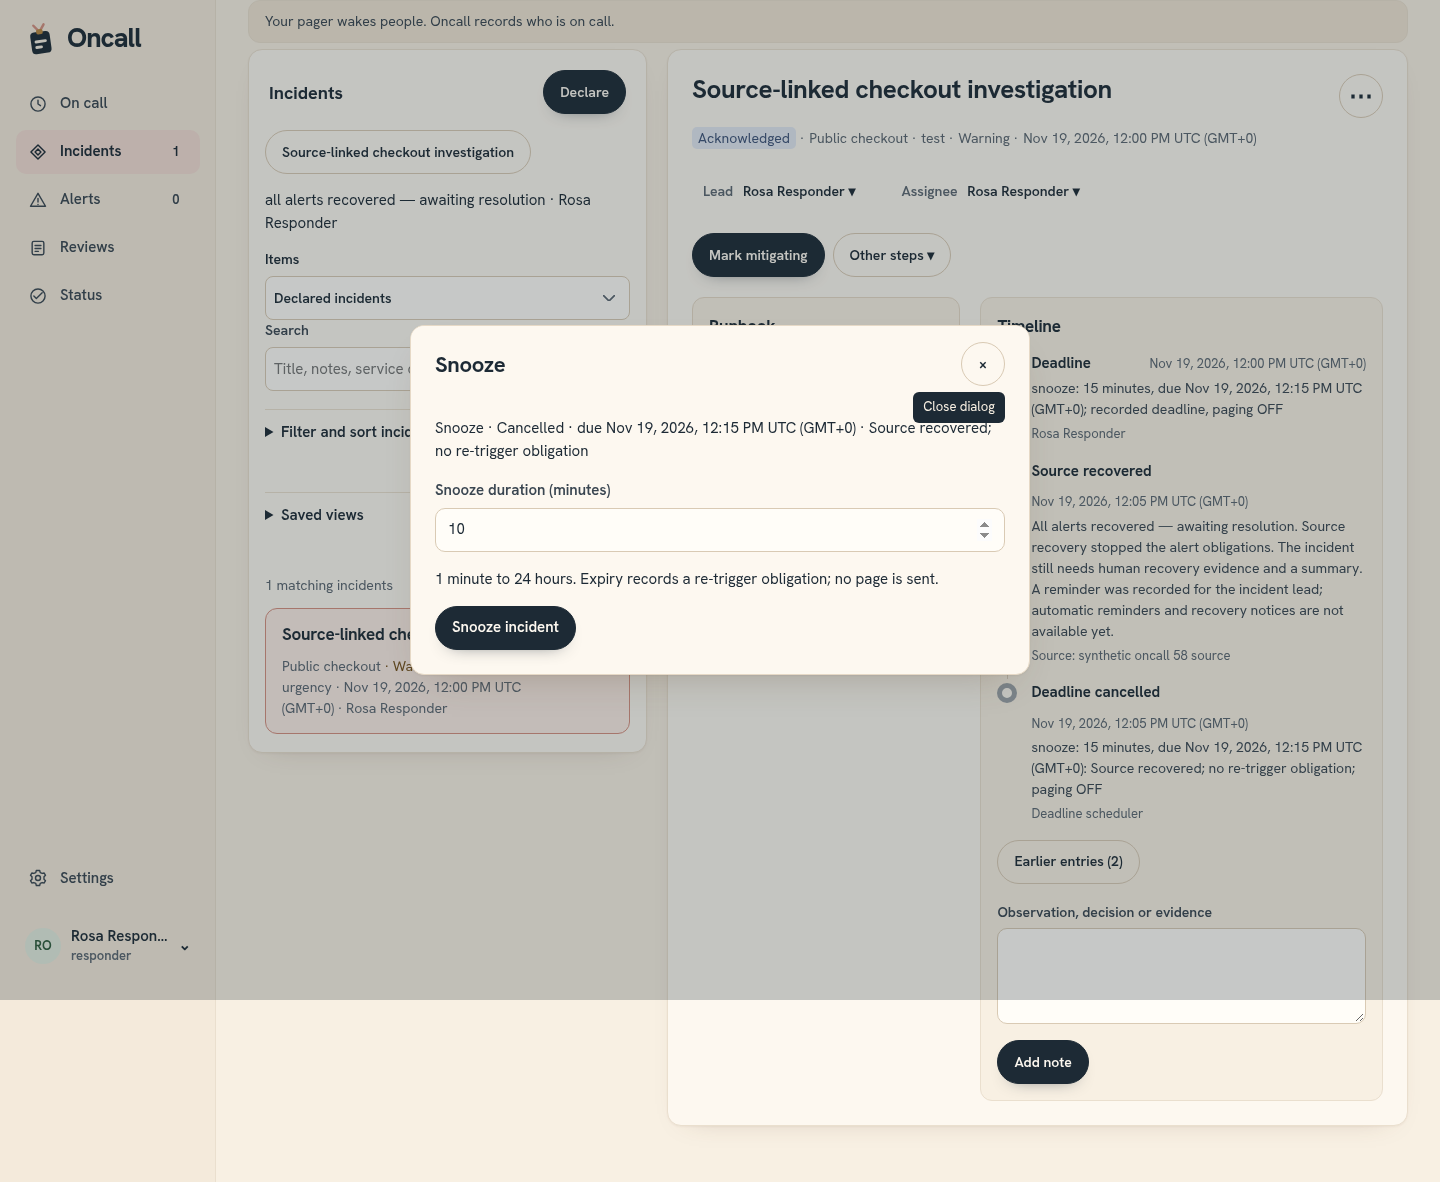 Your pager wakes people. Oncall records who is on call.
Oncall
On call
Incidents 1
Alerts 0
Reviews
Status
Settings
RO
Rosa Respon...
responder
Incidents
Declare
Source-linked checkout investigation
all alerts recovered — awaiting resolution · Rosa
Responder
Items
Declared incidents
Search
Title, notes, service
Filter and sort
Saved views
1 matching incidents
Source-linked
Public checkout ·
urgency · Nov 19, 2026, 12:00 PM UTC
(GMT+0) · Rosa Responder
Source-linked checkout investigation
...
Acknowledged · Public checkout · test · Warning · Nov 19, 2026, 12:00 PM UTC (GMT+0)
Lead Rosa Responder ▾ Assignee Rosa Responder ▾
Mark mitigating
Other steps ▾
Runbook
Timeline
Deadline Nov 19, 2026, 12:00 PM UTC (GMT+0)
snooze: 15 minutes, due Nov 19, 2026, 12:15 PM UTC
(GMT+0); recorded deadline, paging OFF
Rosa Responder
Source recovered
Nov 19, 2026, 12:05 PM UTC (GMT+0)
All alerts recovered — awaiting resolution. Source
recovery stopped the alert obligations. The incident
still needs human recovery evidence and a summary.
A reminder was recorded for the incident lead;
automatic reminders and recovery notices are not
available yet.
Source: synthetic oncall 58 source
Deadline cancelled
Nov 19, 2026, 12:05 PM UTC (GMT+0)
snooze: 15 minutes, due Nov 19, 2026, 12:15 PM UTC
(GMT+0): Source recovered; no re-trigger obligation;
paging OFF
Deadline scheduler
Earlier entries (2)
Observation, decision or evidence
Add note
Snooze
×
Close dialog
Snooze · Cancelled · due Nov 19, 2026, 12:15 PM UTC (GMT+0) · Source recovered;
no re-trigger obligation
Snooze duration (minutes)
10
1 minute to 24 hours. Expiry records a re-trigger obligation; no page is sent.
Snooze incident